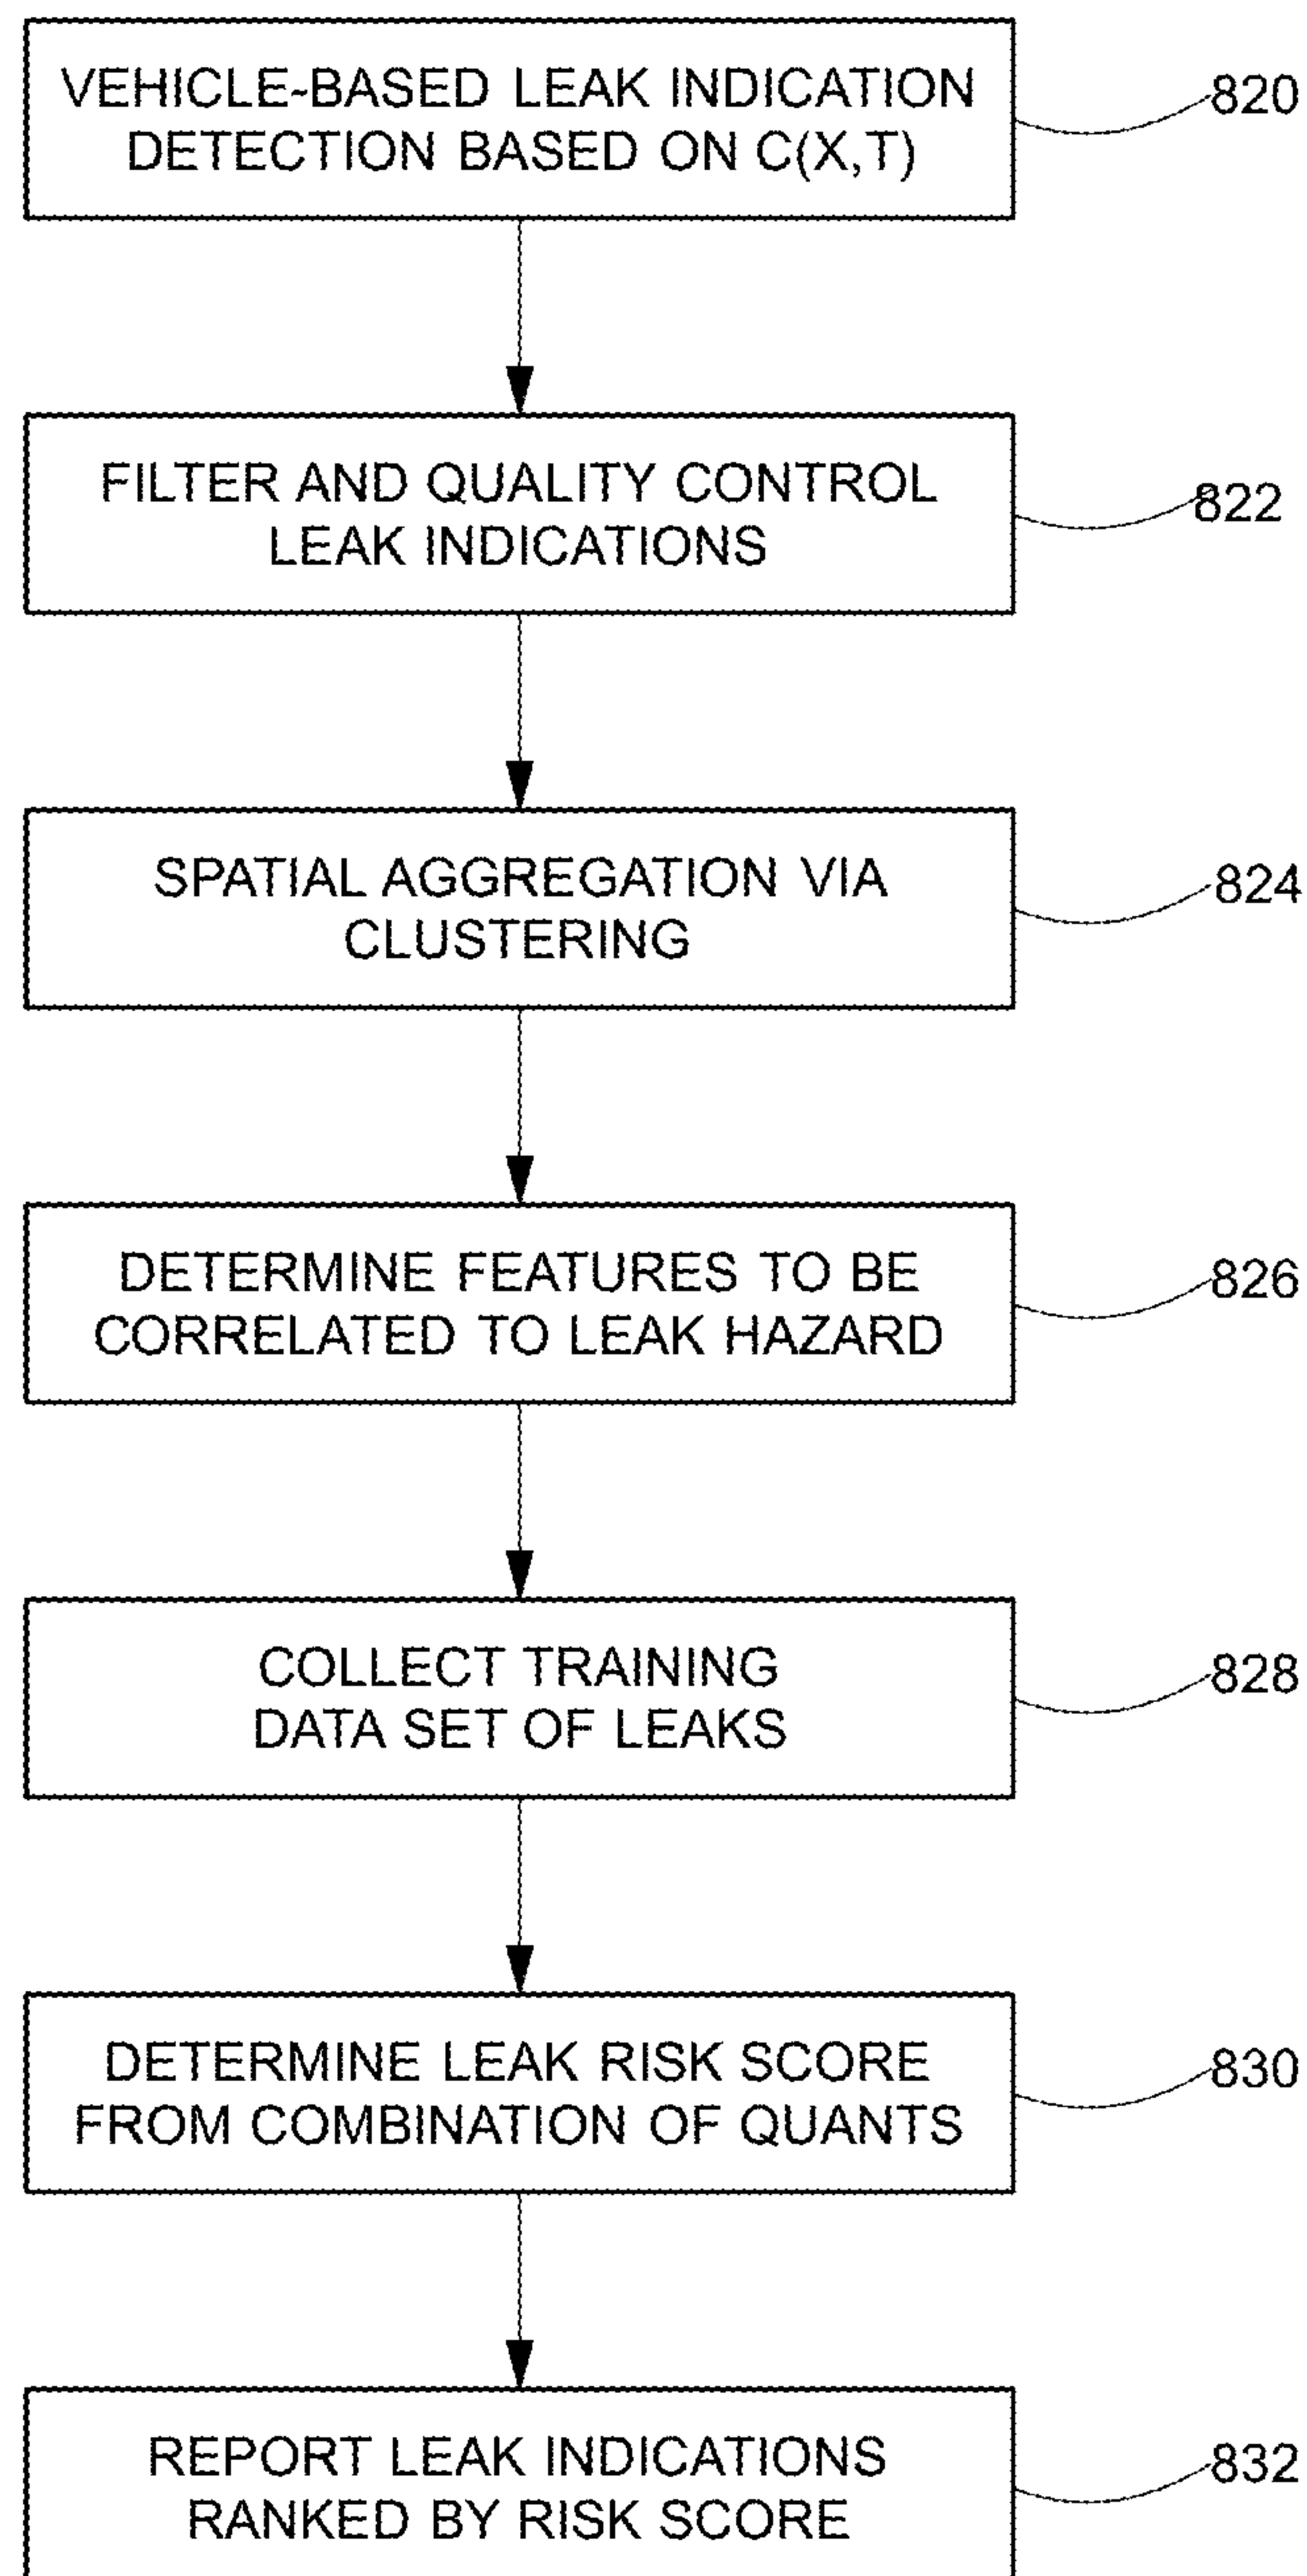 VEHICLE-BASED LEAK INDICATION
DETECTION BASED ON C(X,T)
820
FILTER AND QUALITY CONTROL
LEAK INDICATIONS
822
SPATIAL AGGREGATION VIA
CLUSTERING
824
DETERMINE FEATURES TO BE
CORRELATED TO LEAK HAZARD
826
COLLECT TRAINING
DATA SET OF LEAKS
828
DETERMINE LEAK RISK SCORE
FROM COMBINATION OF QUANTS
830
REPORT LEAK INDICATIONS
RANKED BY RISK SCORE
832